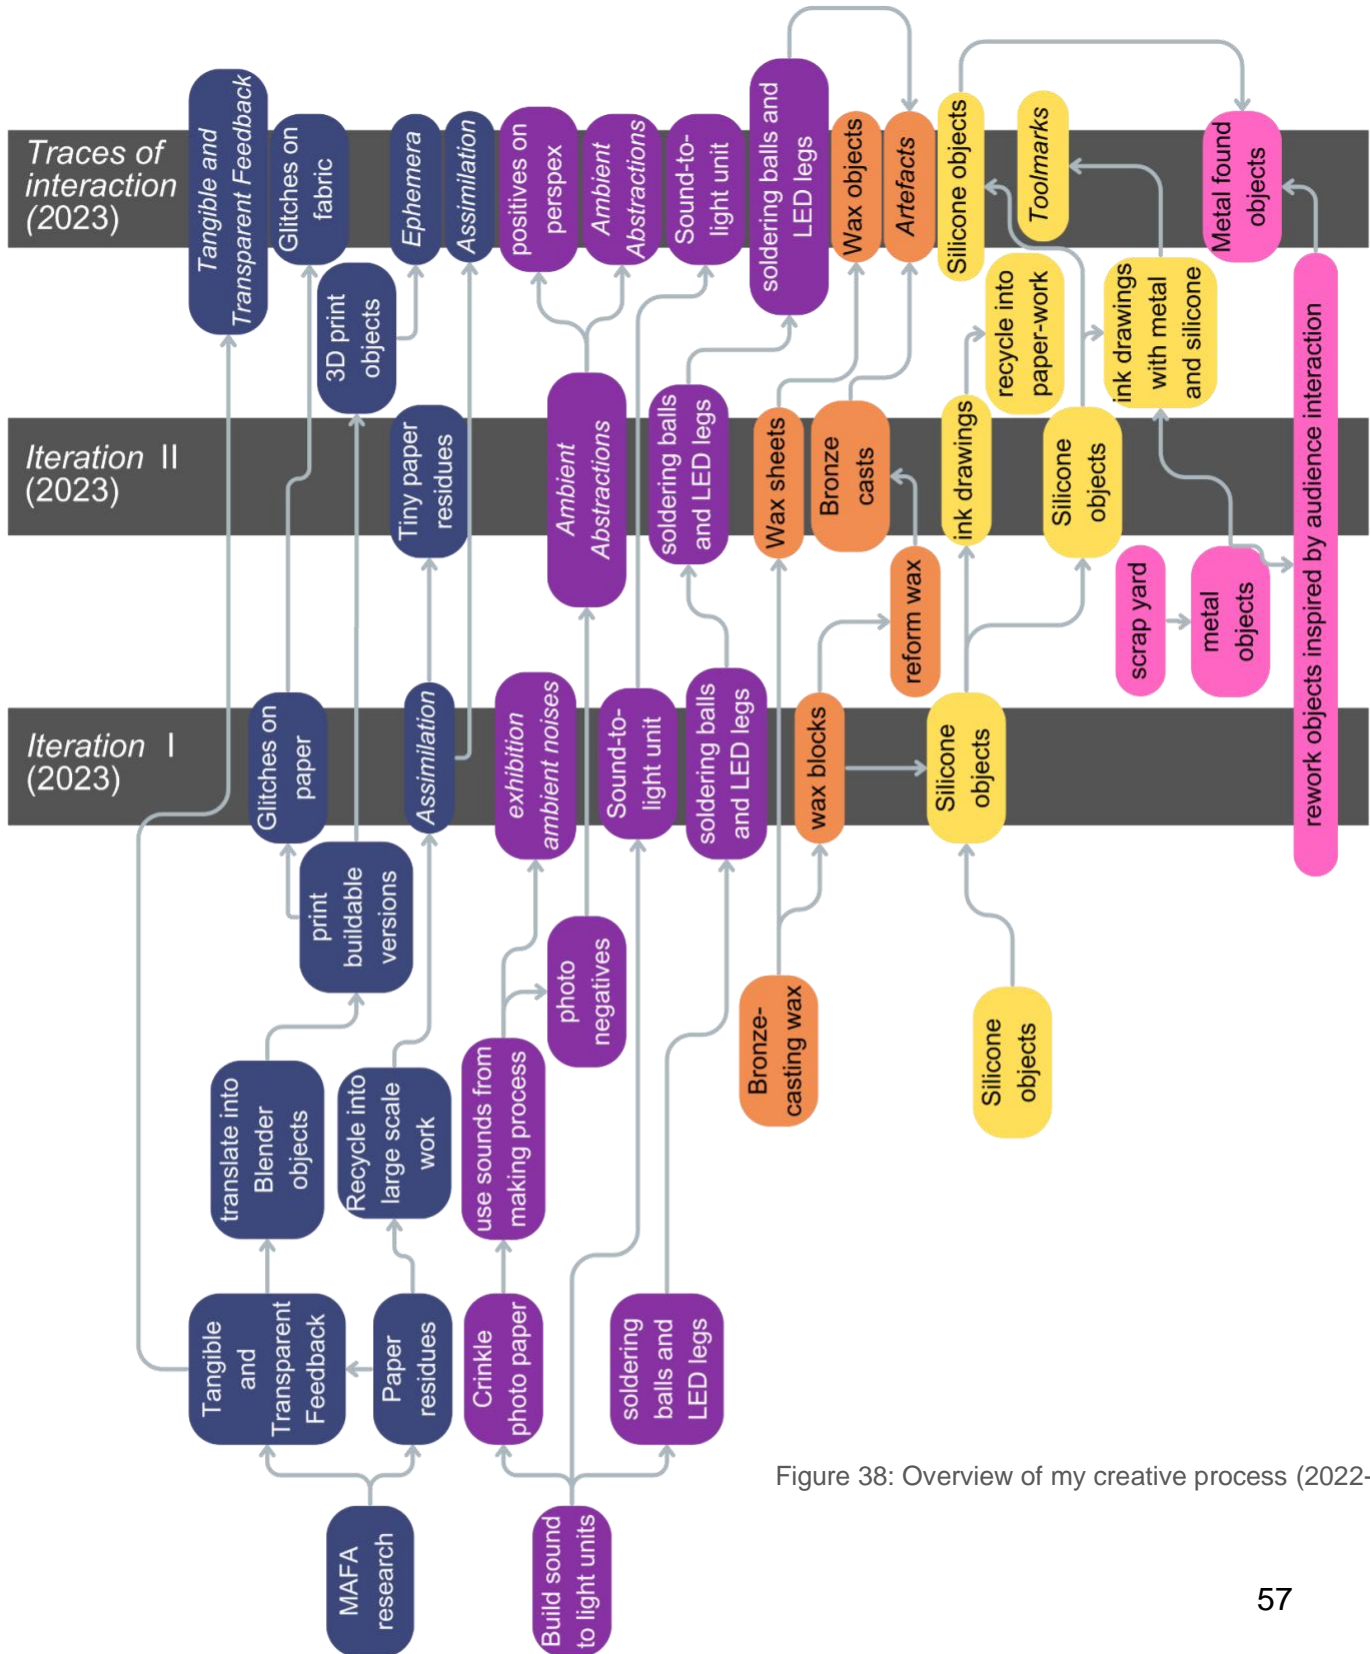 Traces of
interaction
(2023)
Iteration II
(2023)
Iteration I
(2023)
Tangible and
Transparent Feedback
Glitches on
fabric
3D print
objects
Ephemera
Assimilation
positives on
perspex
Ambient
Abstractions
Sound-to-
light unit
soldering balls and
LED legs
Wax objects
Artefacts
Silicone objects
Toolmarks
Metal found
objects
recycle into
paper-work
ink drawings
with metal
and silicone
Tiny paper
residues
Ambient
Abstractions
soldering balls
and LED legs
Wax sheets
Bronze
casts
ink drawings
Silicone
objects
reform wax
scrap yard
metal
objects
rework objects inspired by audience interaction
Glitches on
paper
print
buildable
versions
Assimilation
exhibition
ambient noises
Sound-to-
light unit
soldering balls
and LED legs
wax blocks
Silicone
objects
photo
negatives
Bronze-
casting wax
Silicone
objects
translate into
Blender
objects
Recycle into
large scale
work
use sounds from
making process
Tangible
and
Transparent
Feedback
Paper
residues
Crinkle
photo paper
soldering
balls and
LED legs
MAFA
research
Build sound
to light units
Figure 38: Overview of my creative process (2022-
57